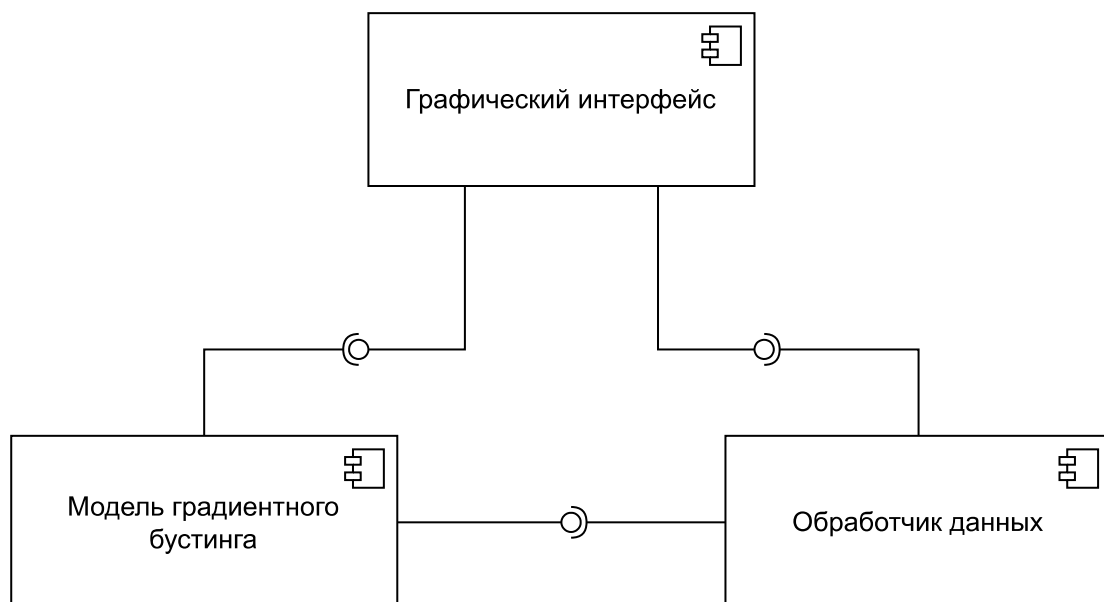 Графический интерфейс
Модель градиентного
бустинга
Обработчик данных